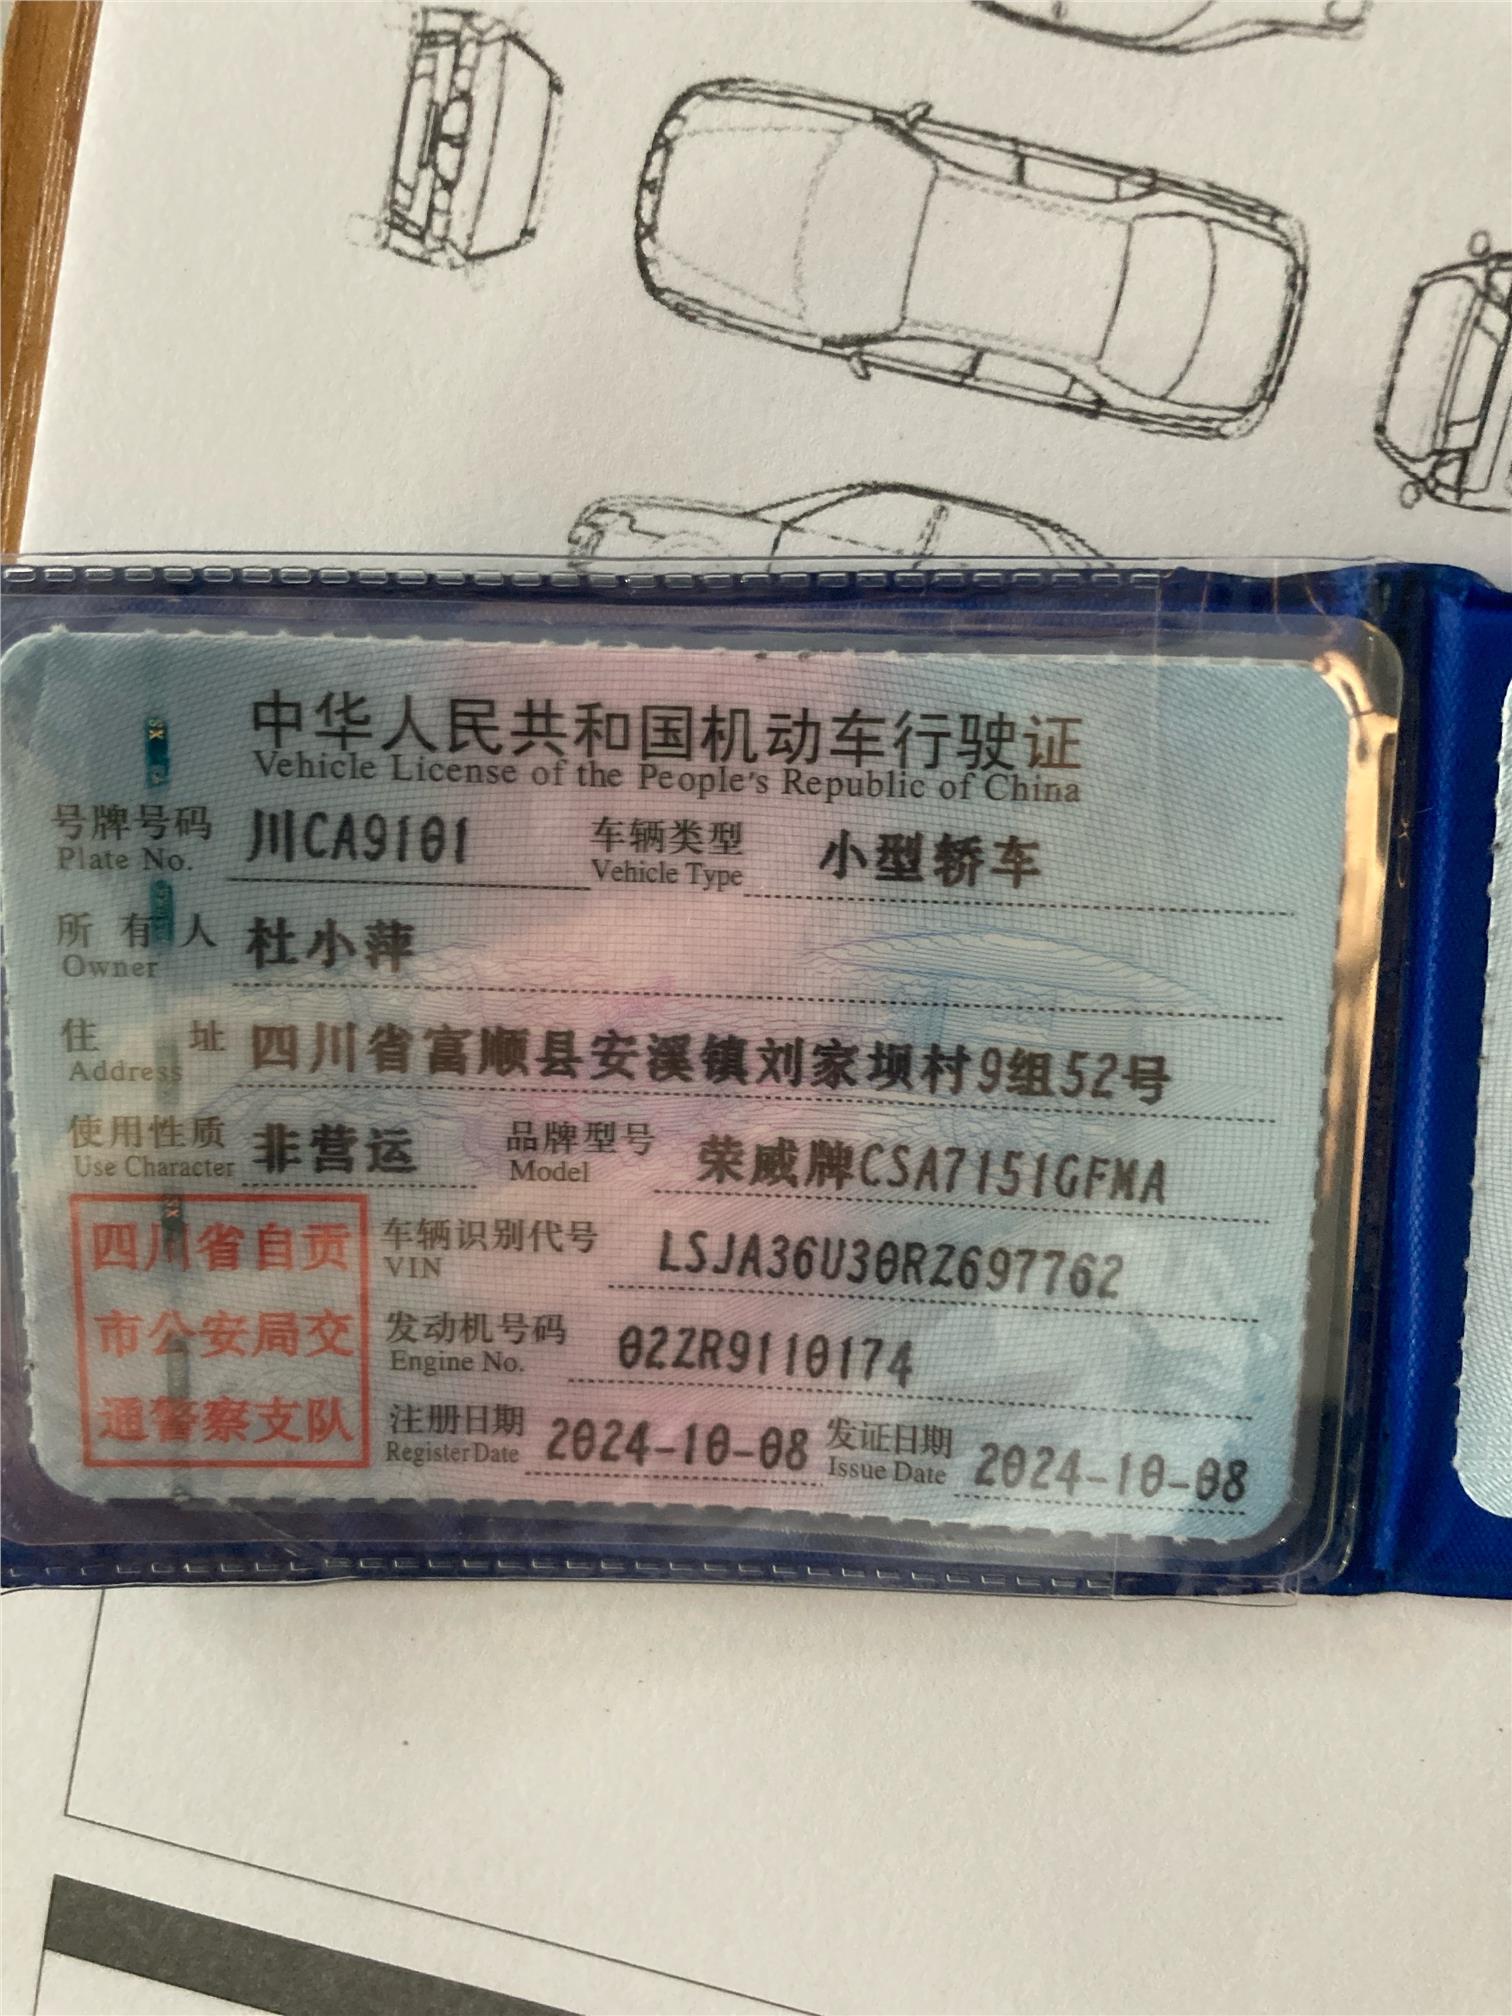 中华人民共和国机动车行驶证
Vehicle License of the People's Republic of China
号牌号码 川CA9101 车辆类型 小型轿车
Plate No. Vehicle Type
所有人 杜小萍
Owner
住址 四川省富顺县安溪镇刘家坝村9组52号
Address
使用性质 非营运 品牌型号 荣威牌CSA7151GFMA
Use Character Model
四川省自贡
市公安局交
通警察支队
车辆识别代号 LSJA36U30RZ697762
VIN
发动机号码 02ZR9110174
Engine No.
注册日期 2024-10-08 发证日期 2024-10-08
Register Date Issue Date